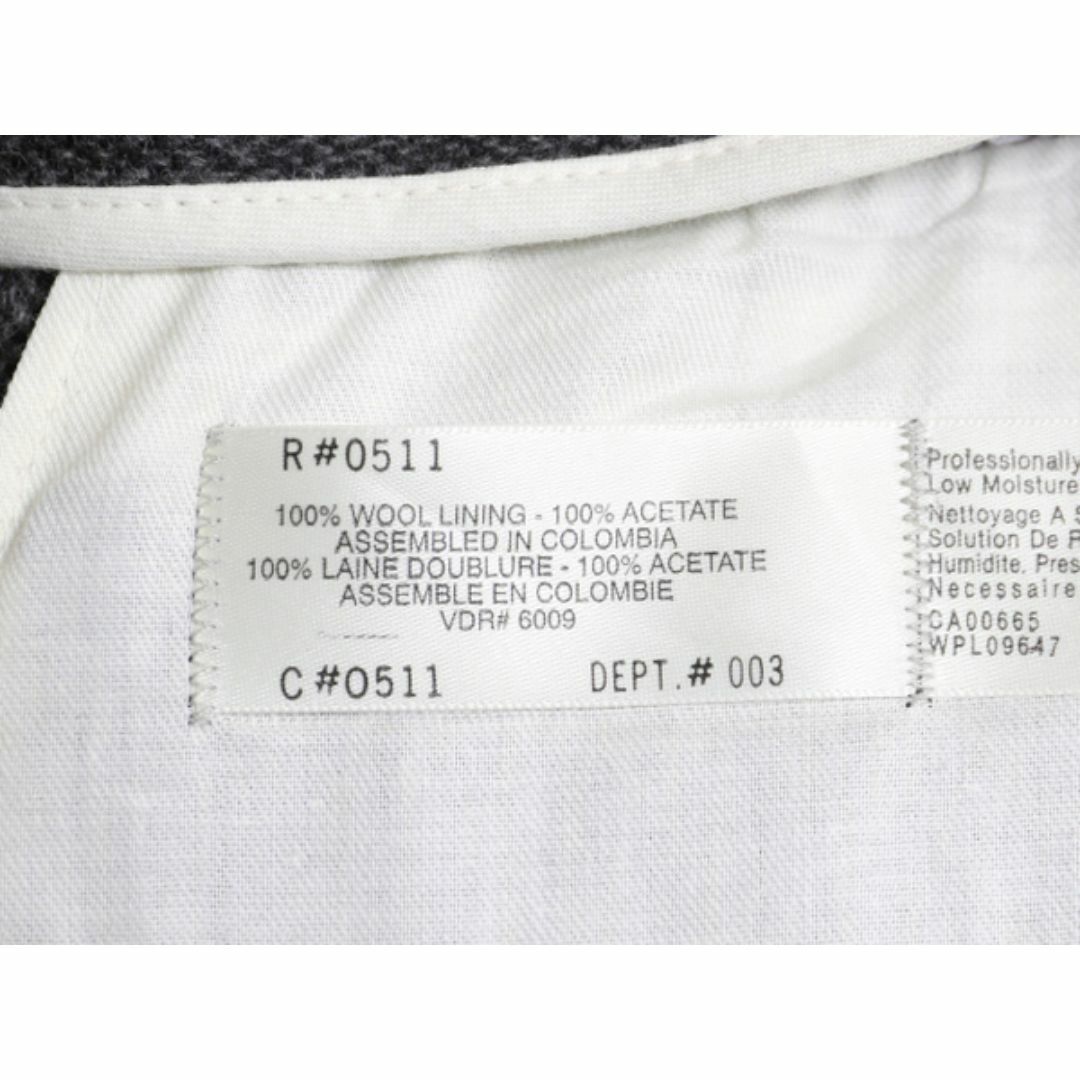 R#0511
100% WOOL LINING - 100% ACETATE
ASSEMBLED IN COLOMBIA
100% LAINE DOUBLURE - 100% ACETATE
ASSEMBLE EN COLOMBIE
VDR# 6009
C#0511 DEPT.# 003
Professionally
Low Moisture
Nettoyage A S
Solution De
Humidite. Pres
Necessaire
CA00665
WPL09647